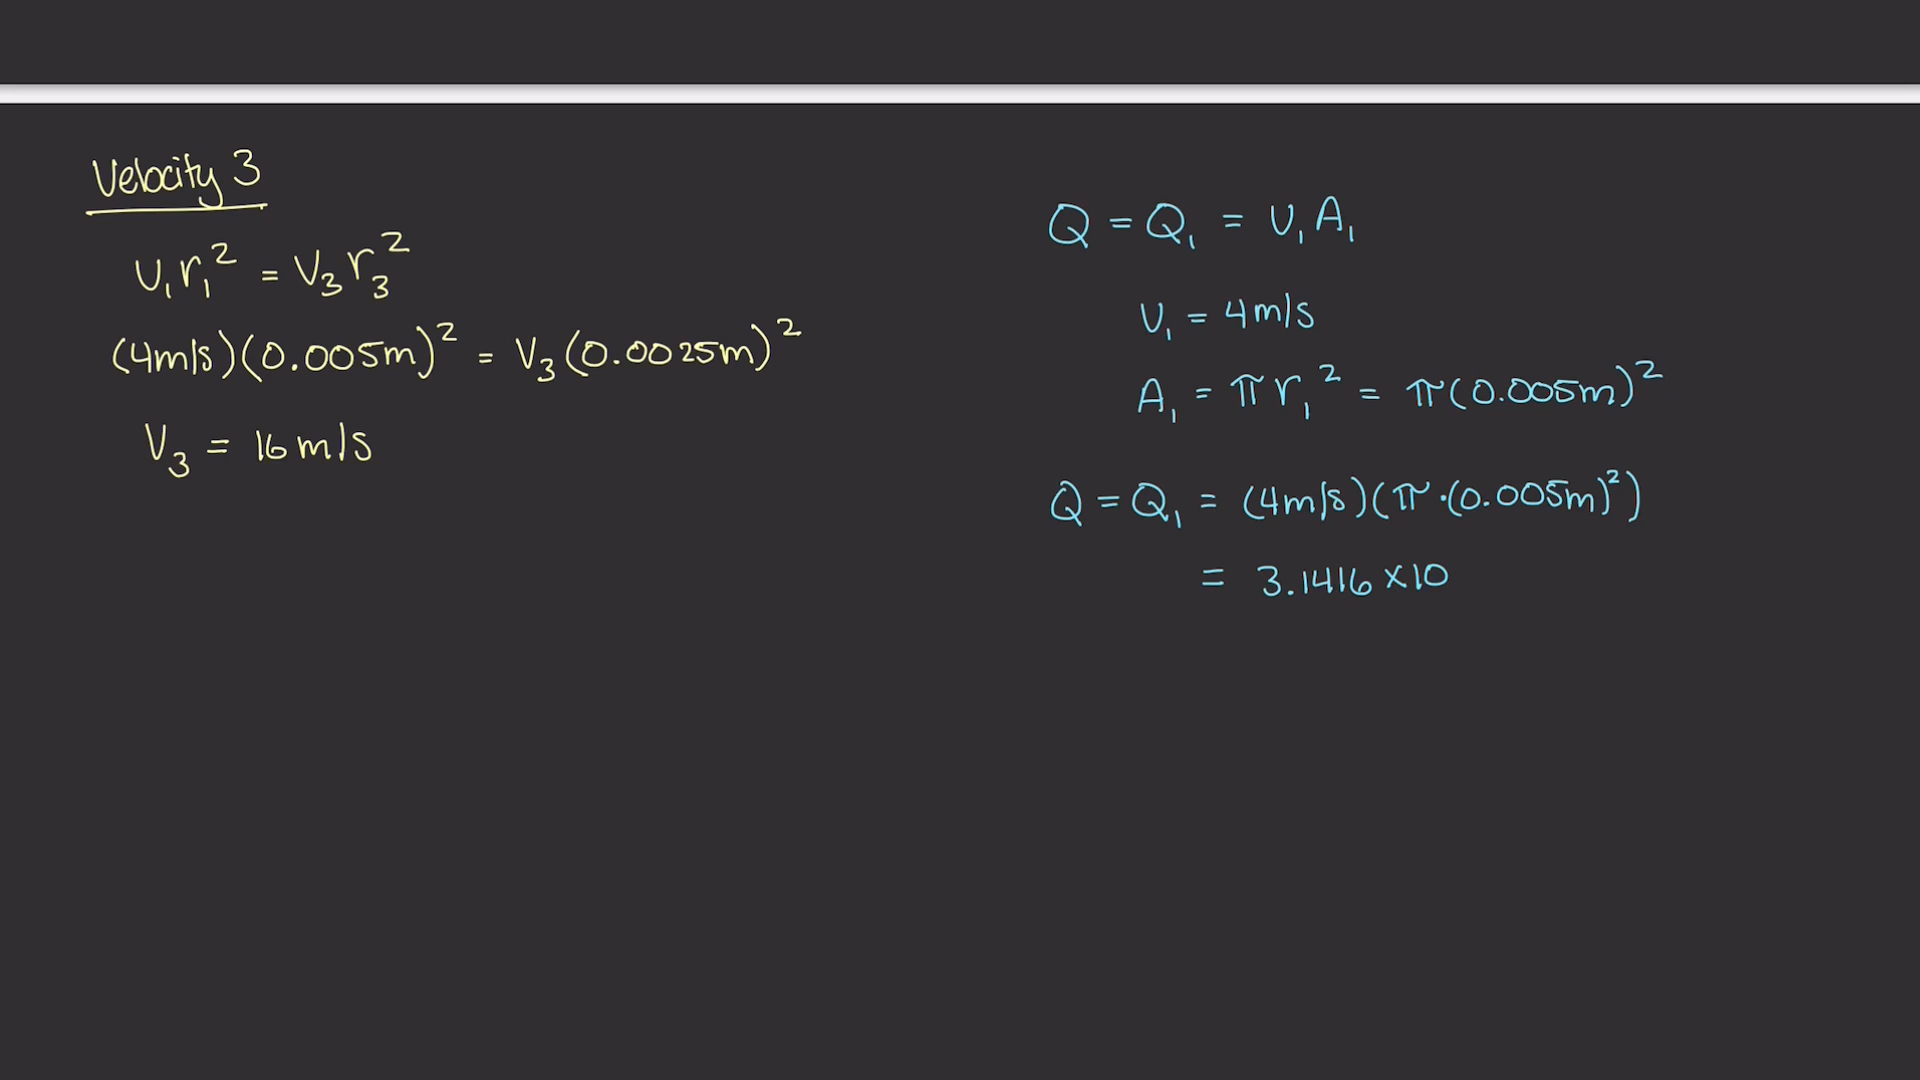 Velocity 3
v₁r₁² = v₃r₃²
(4m/s)(0.005m)² = v₃(0.0025m)²
v₃ = 16m/s
Q = Q₁ = v₁A₁
v₁ = 4m/s
A₁ = πr₁² = π(0.005m)²
Q = Q₁ = (4m/s)(π·(0.005m)²)
= 3.1416×10